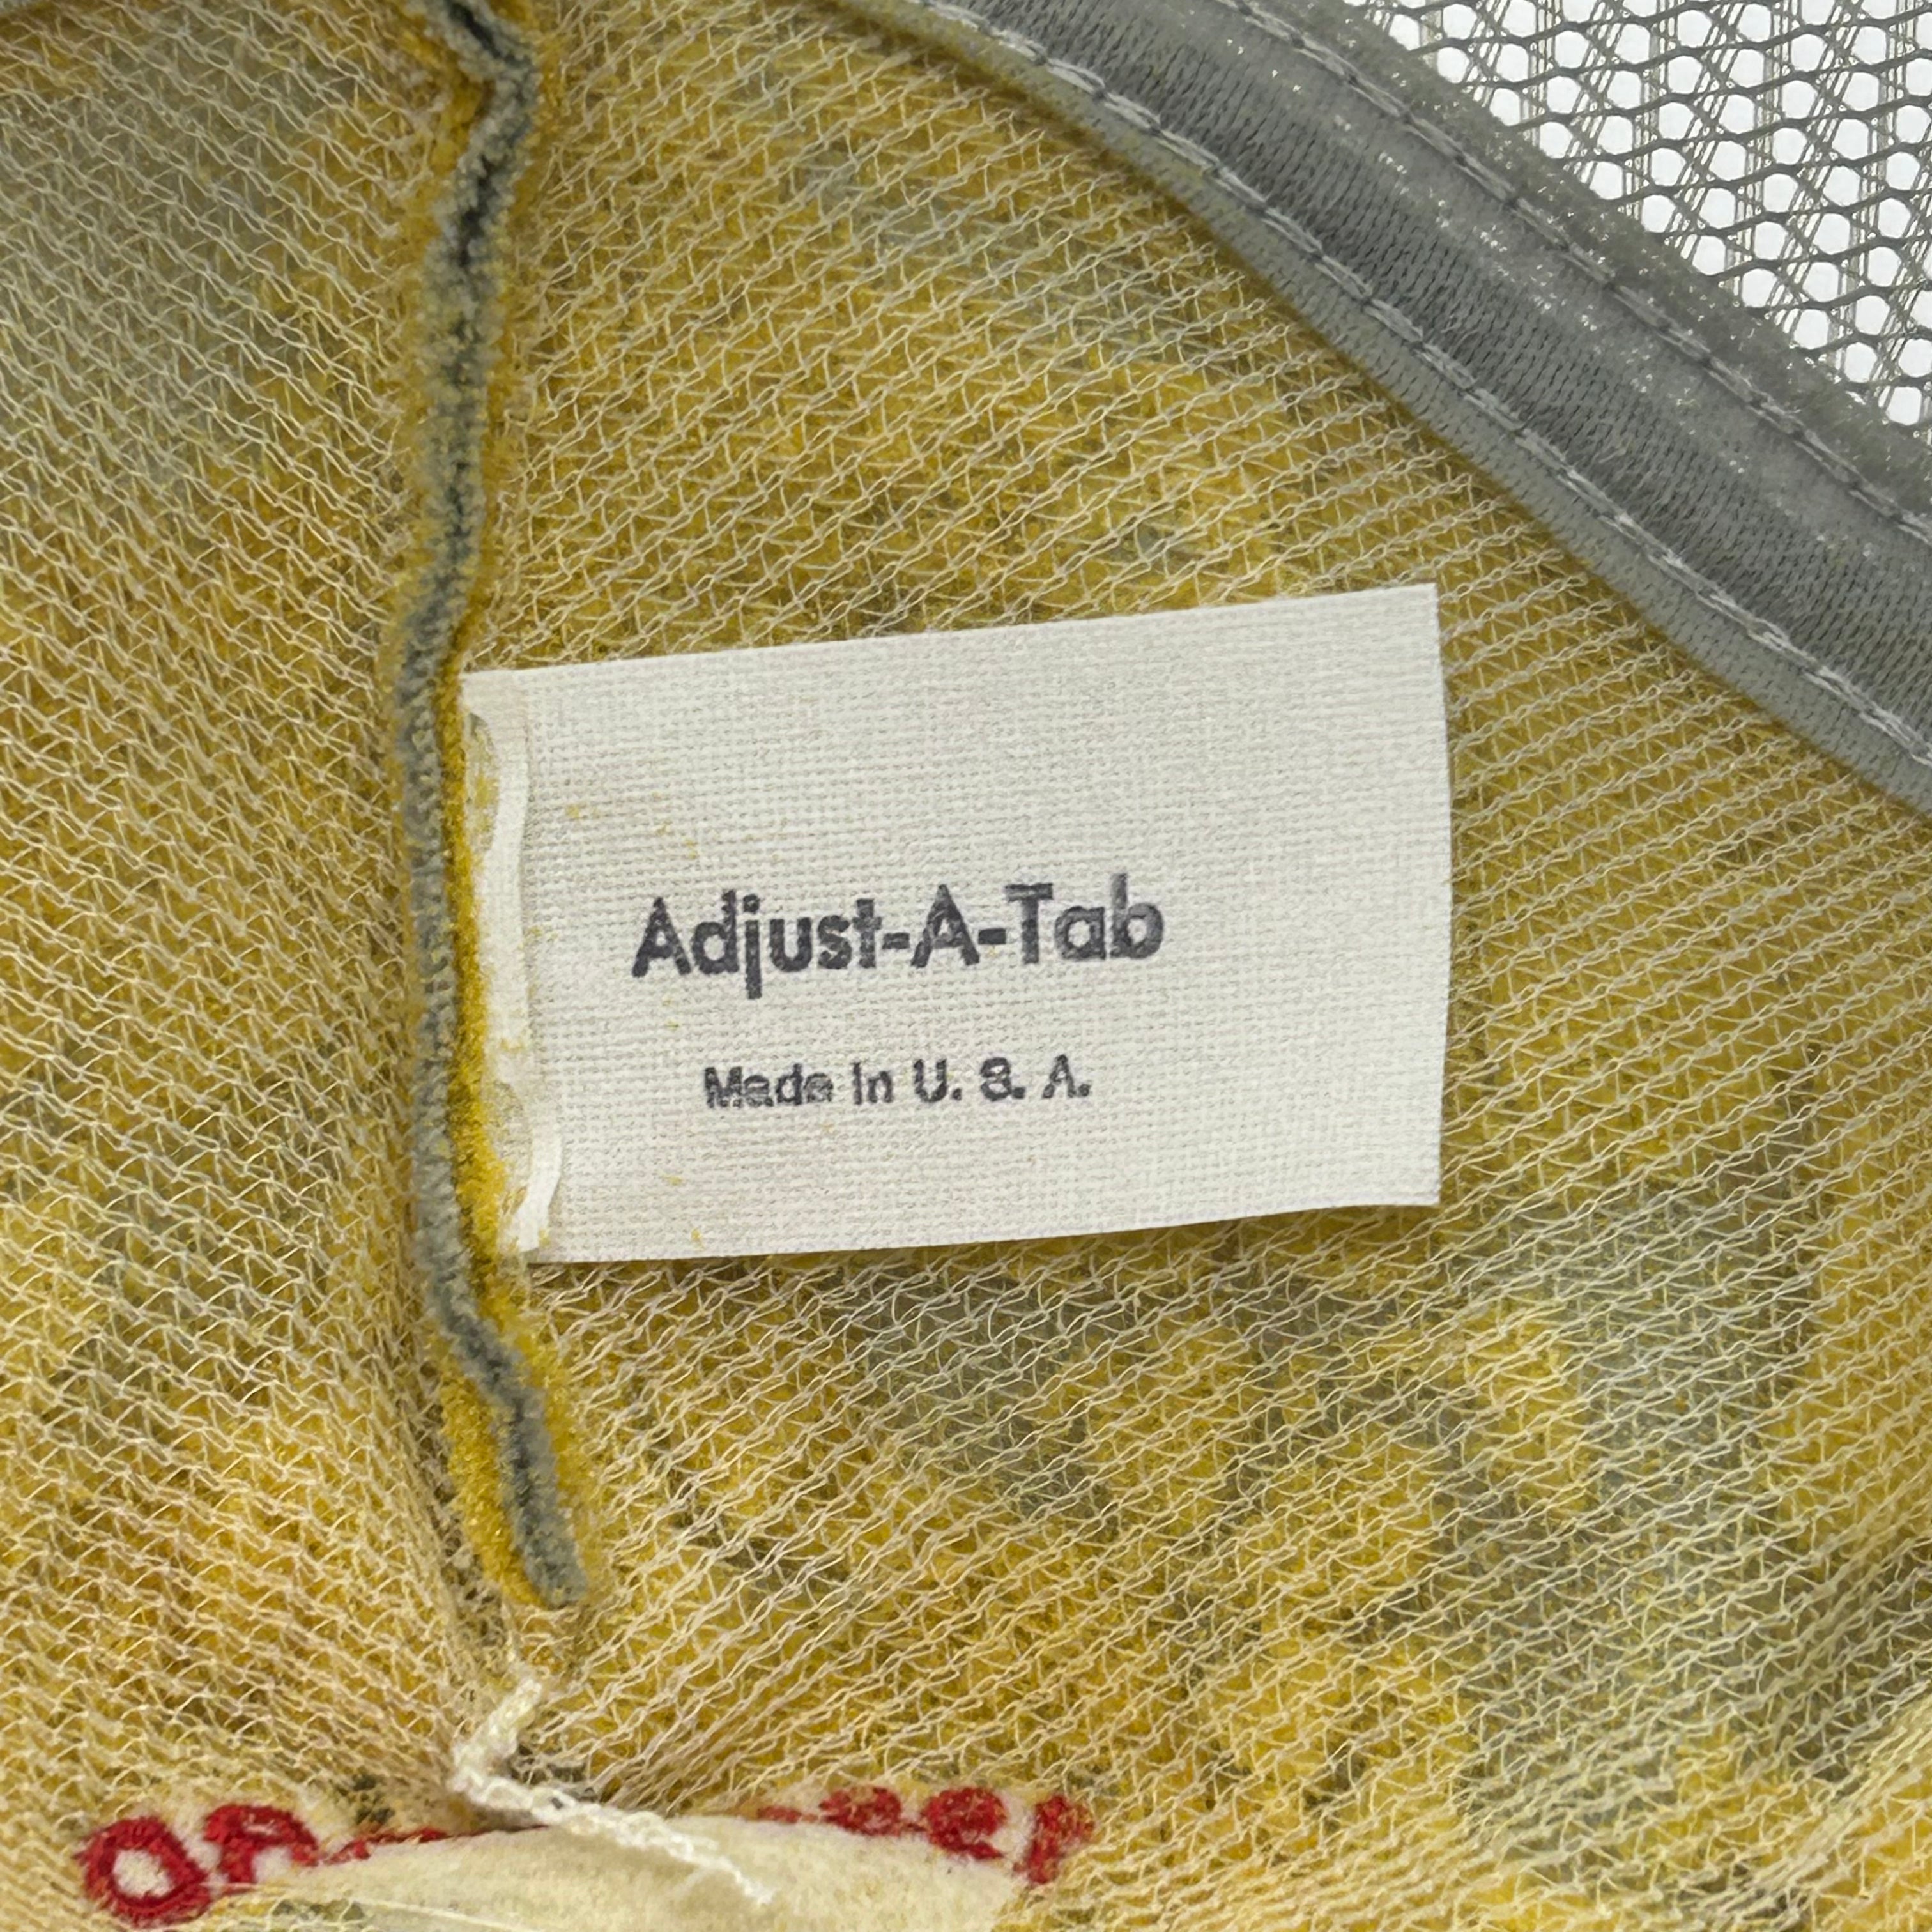 Adjust-A-Tab
Made in U. S. A.